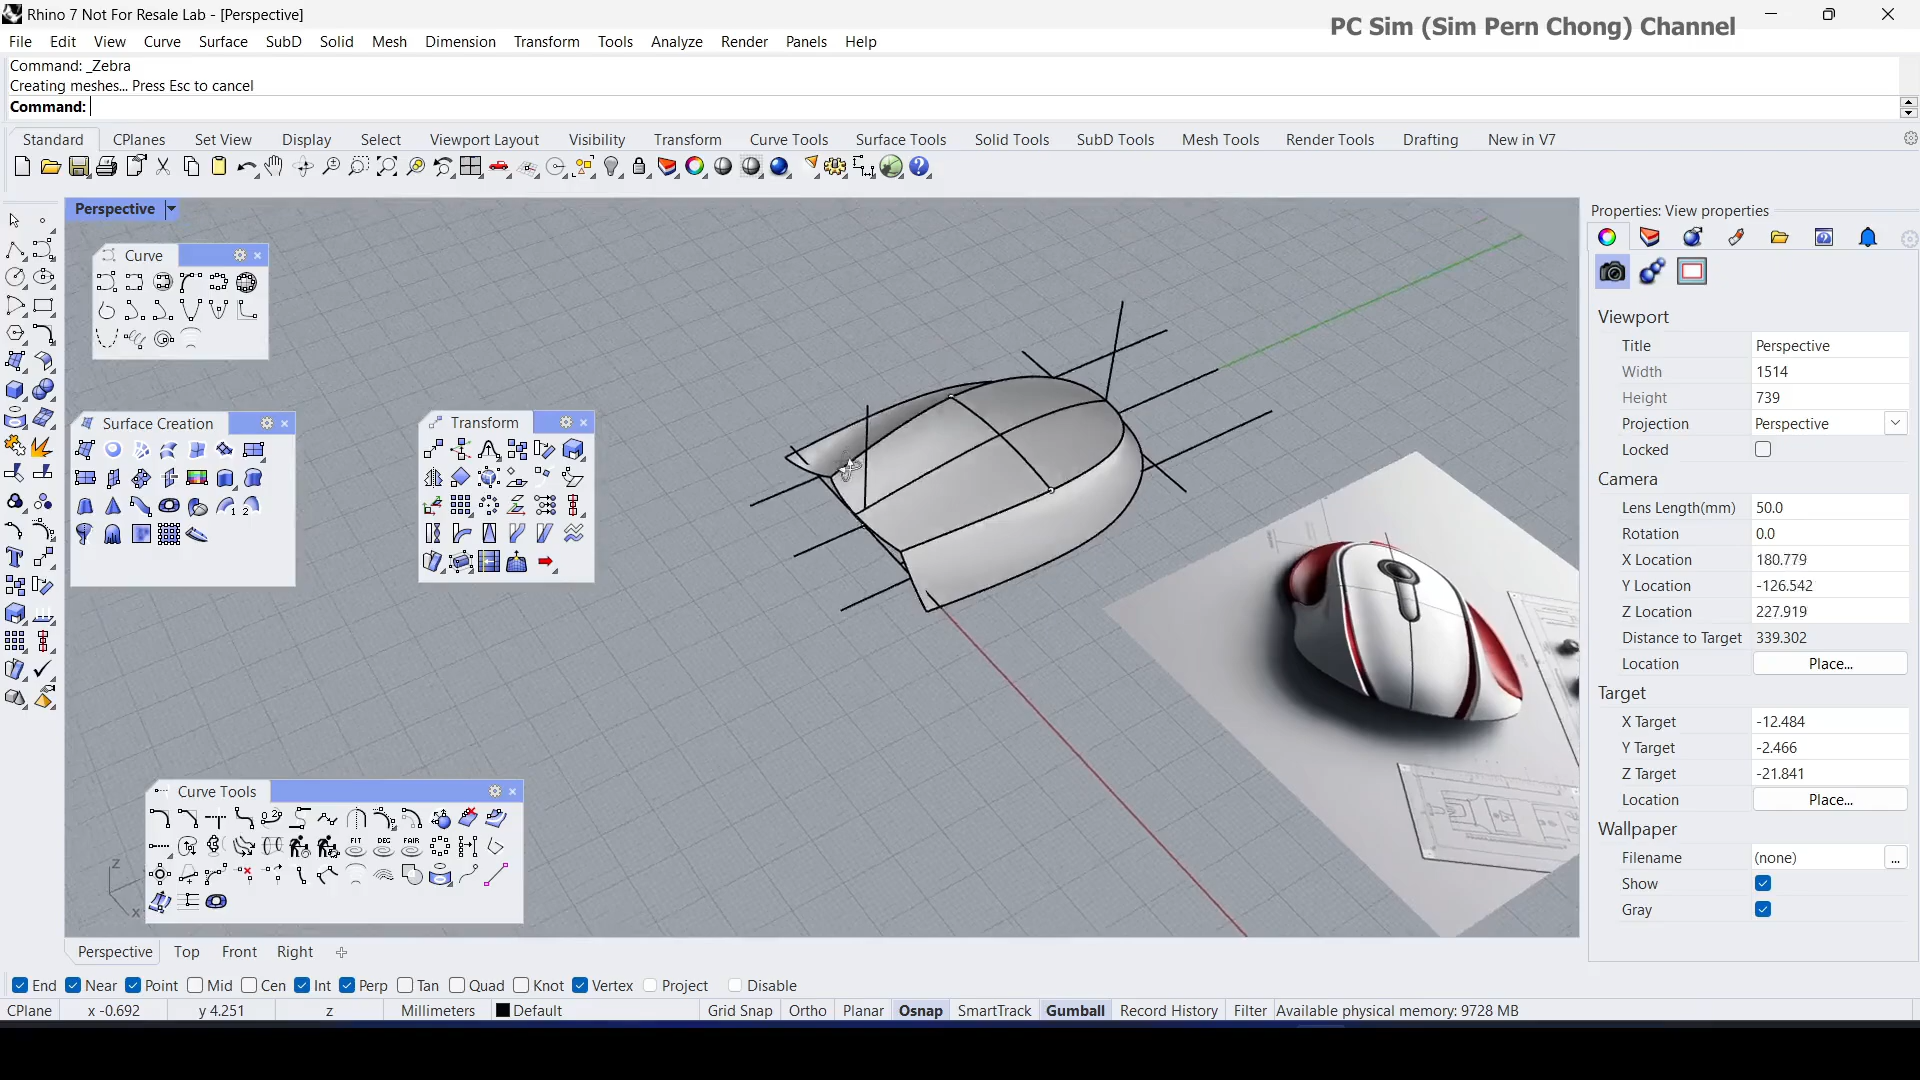 Rhino 7 Not For Resale Lab - [Perspective]
PC Sim (Sim Pern Chong) Channel
File Edit View Curve Surface SubD Solid Mesh Dimension Transform Tools Analyze Render Panels Help
Command: _Zebra
Creating meshes... Press Esc to cancel
Command:
Standard CPlanes Set View Display Select Viewport Layout Visibility Transform Curve Tools Surface Tools Solid Tools SubD Tools Mesh Tools Render Tools Drafting New in V7
Perspective
Curve
Surface Creation
Transform
Curve Tools
FIT DEG FAIR
z
x
Properties: View properties
Viewport
Title Perspective
Width 1514
Height 739
Projection Perspective
Locked
Camera
Lens Length(mm) 50.0
Rotation 0.0
X Location 180.779
Y Location -126.542
Z Location 227.919
Distance to Target 339.302
Location Place...
Target
X Target -12.484
Y Target -2.466
Z Target -21.841
Location Place...
Wallpaper
Filename (none) ...
Show
Gray
Perspective Top Front Right
End Near Point Mid Cen Int Perp Tan Quad Knot Vertex Project Disable
CPlane x -0.692 y 4.251 z Millimeters Default Grid Snap Ortho Planar Osnap SmartTrack Gumball Record History Filter Available physical memory: 9728 MB